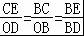 CE/OD = BC/OB = BE/BD